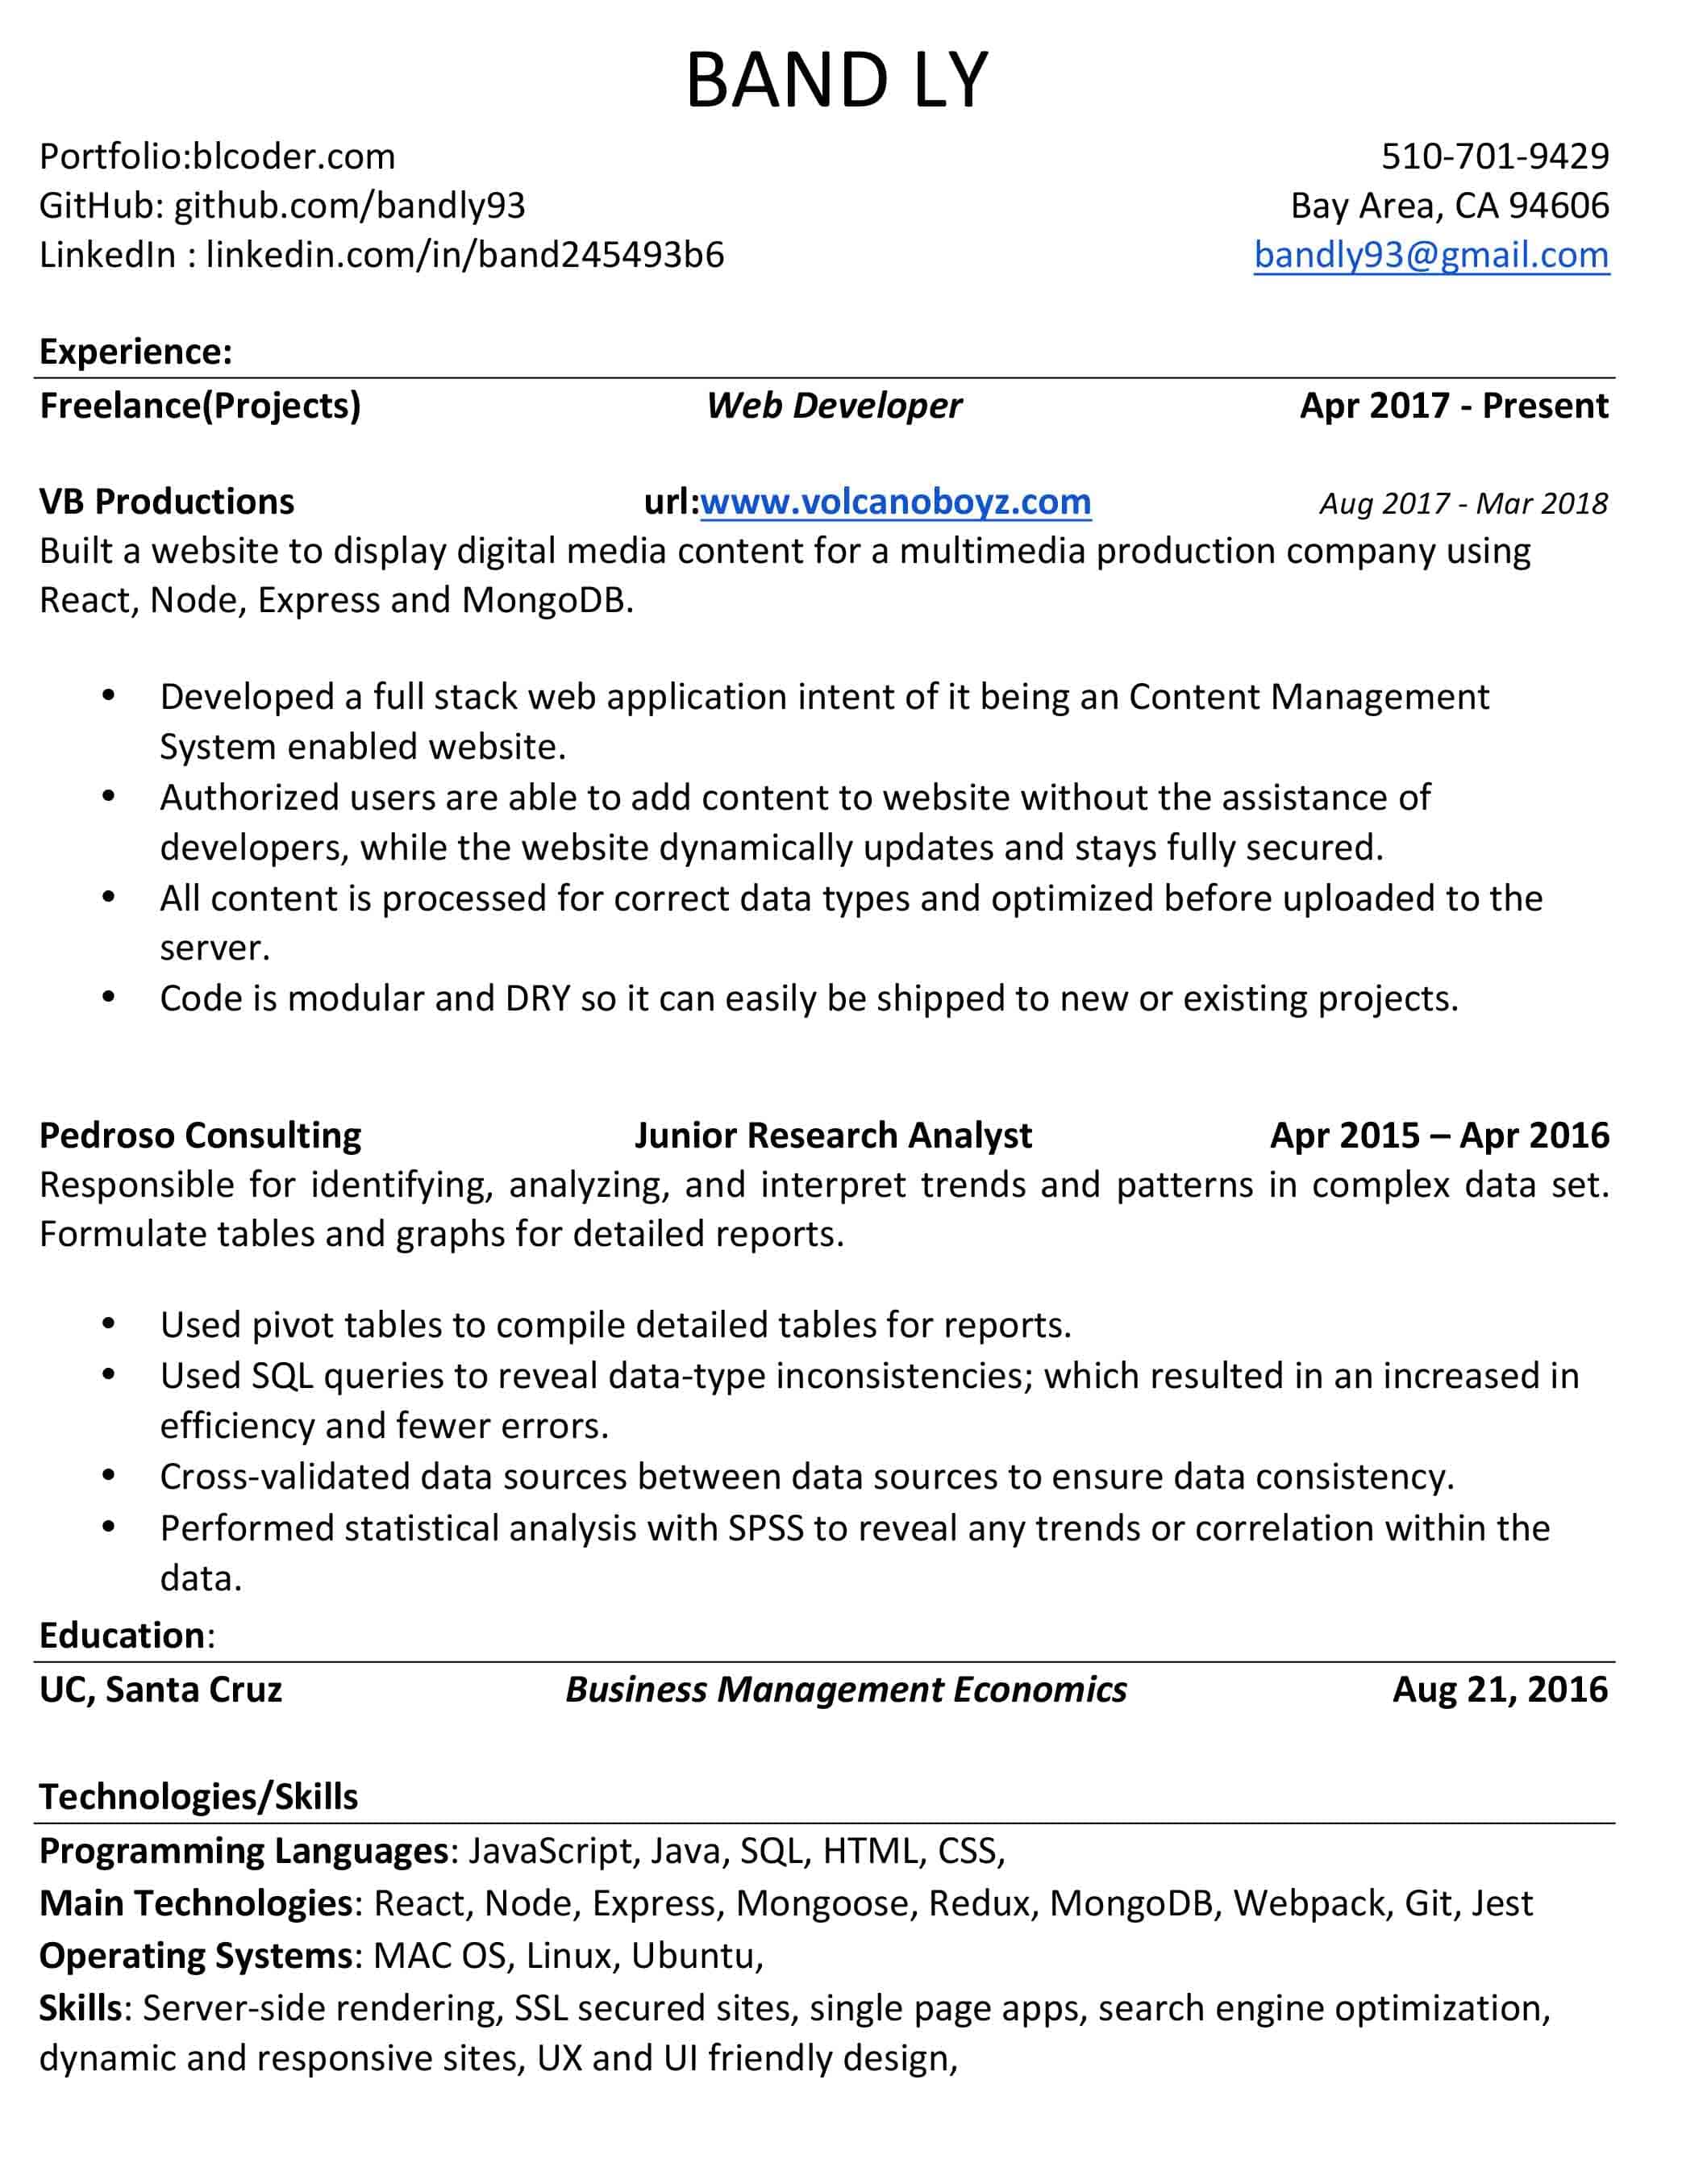 BAND LY
Portfolio:blcoder.com 510-701-9429
GitHub: github.com/bandly93 Bay Area, CA 94606
LinkedIn : linkedin.com/in/band245493b6 bandly93@gmail.com
Experience:
Freelance(Projects) Web Developer Apr 2017 - Present
VB Productions url:www.volcanoboyz.com Aug 2017 - Mar 2018
Built a website to display digital media content for a multimedia production company using
React, Node, Express and MongoDB.
• Developed a full stack web application intent of it being an Content Management
System enabled website.
• Authorized users are able to add content to website without the assistance of
developers, while the website dynamically updates and stays fully secured.
• All content is processed for correct data types and optimized before uploaded to the
server.
• Code is modular and DRY so it can easily be shipped to new or existing projects.
Pedroso Consulting Junior Research Analyst Apr 2015 – Apr 2016
Responsible for identifying, analyzing, and interpret trends and patterns in complex data set.
Formulate tables and graphs for detailed reports.
• Used pivot tables to compile detailed tables for reports.
• Used SQL queries to reveal data-type inconsistencies; which resulted in an increased in
efficiency and fewer errors.
• Cross-validated data sources between data sources to ensure data consistency.
• Performed statistical analysis with SPSS to reveal any trends or correlation within the
data.
Education:
UC, Santa Cruz Business Management Economics Aug 21, 2016
Technologies/Skills
Programming Languages: JavaScript, Java, SQL, HTML, CSS,
Main Technologies: React, Node, Express, Mongoose, Redux, MongoDB, Webpack, Git, Jest
Operating Systems: MAC OS, Linux, Ubuntu,
Skills: Server-side rendering, SSL secured sites, single page apps, search engine optimization,
dynamic and responsive sites, UX and UI friendly design,